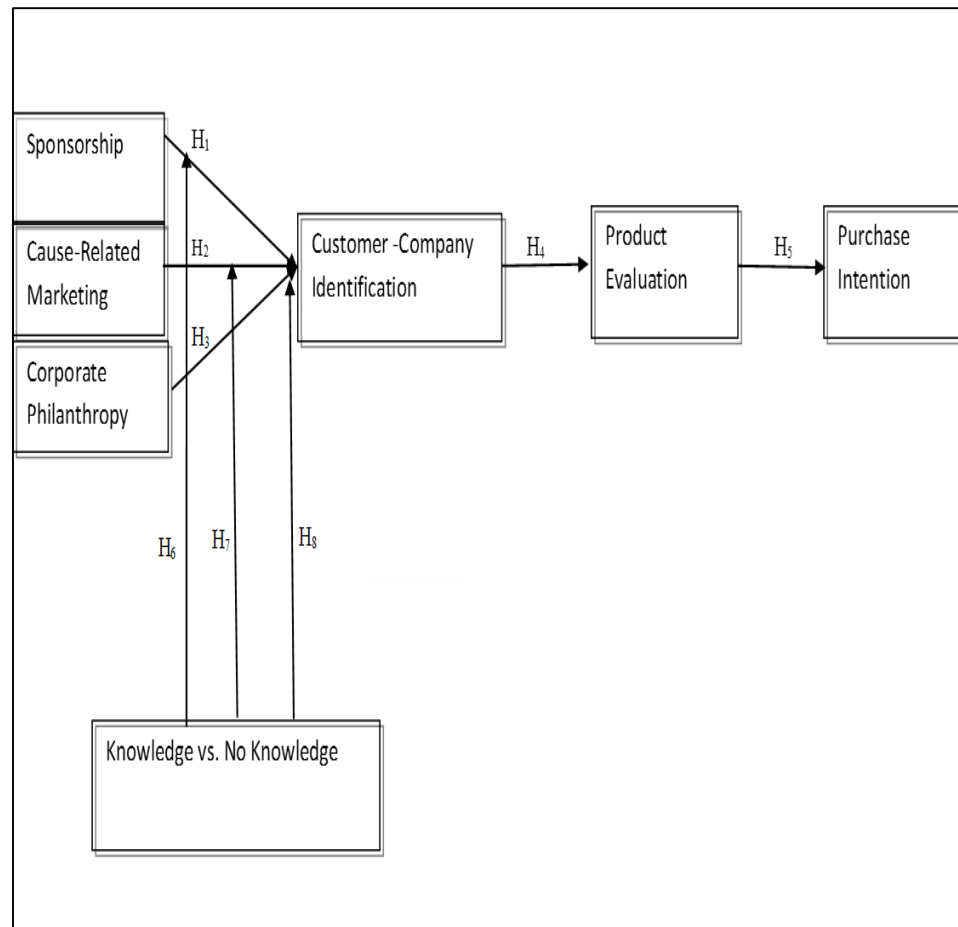 Sponsorship
H₁
Cause-Related
Marketing
H₂
Corporate
Philanthropy
H₃
Customer -Company
Identification
H₄
Product
Evaluation
H₅
Purchase
Intention
H₆
H₇
H₈
Knowledge vs. No Knowledge